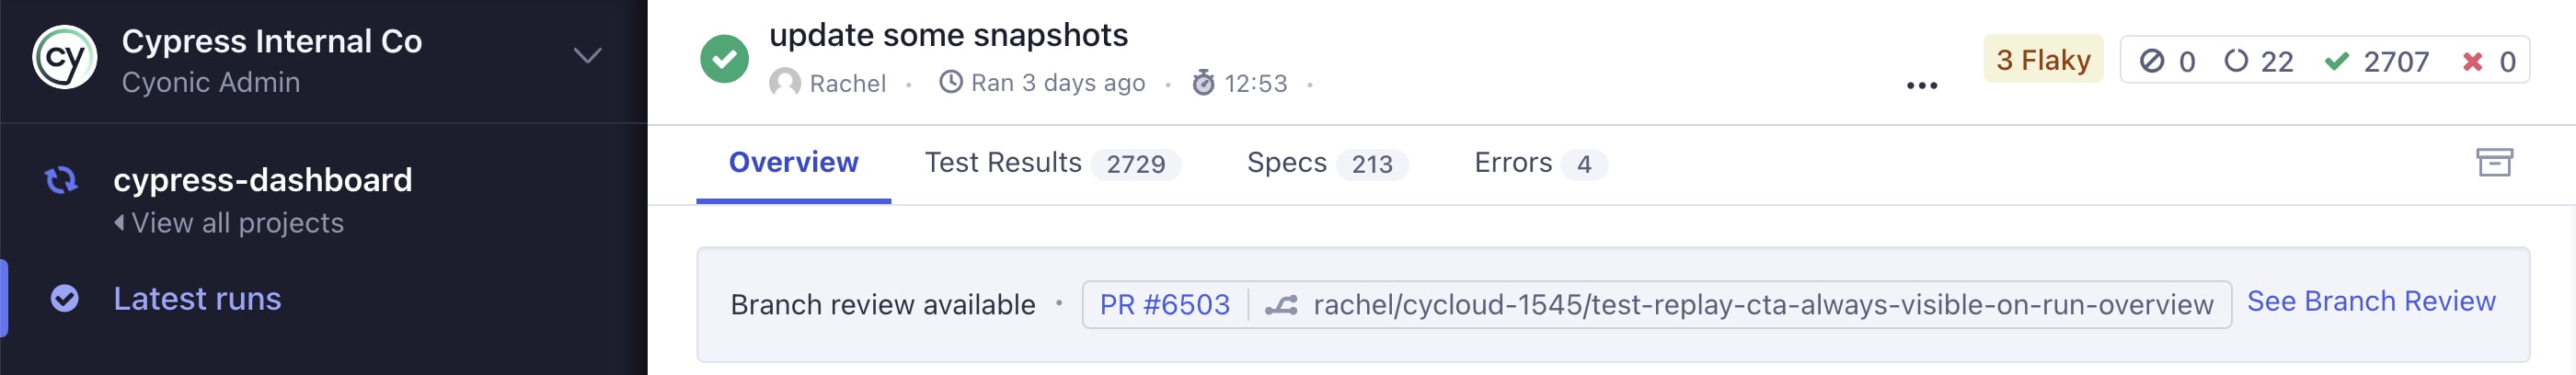 cy
Cypress Internal Co
Cyonic Admin
cypress-dashboard
View all projects
Latest runs
update some snapshots
Rachel · Ran 3 days ago · 12:53 ·
3 Flaky 0 22 2707 0
Overview Test Results 2729 Specs 213 Errors 4
Branch review available · PR #6503 rachel/cycloud-1545/test-replay-cta-always-visible-on-run-overview See Branch Review